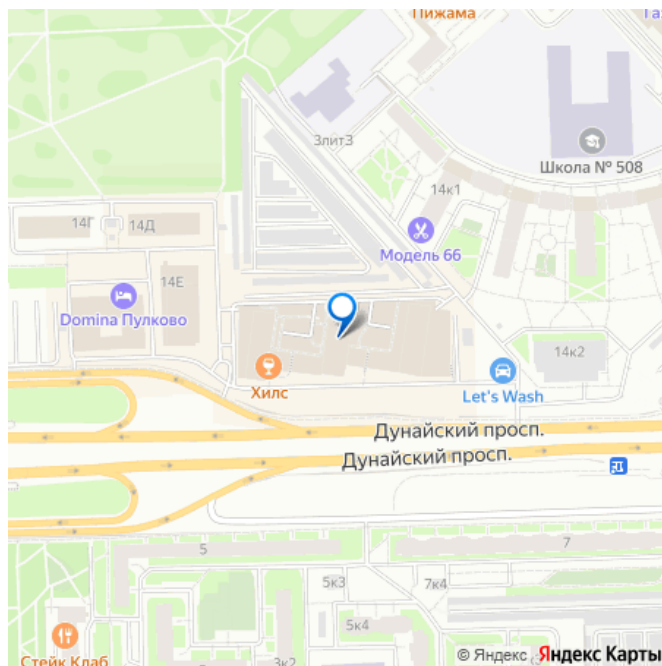 Пижама
Газ
3литЗ
Школа № 508
14к1
14Г
14Д
Модель 66
14Е
Domina Пулково
14к2
Хилс
Let's Wash
Дунайский просп.
Дунайский просп.
5
7
5к3
7к4
5к4
Стейк Клаб
3к2
© Яндекс Яндекс Карты